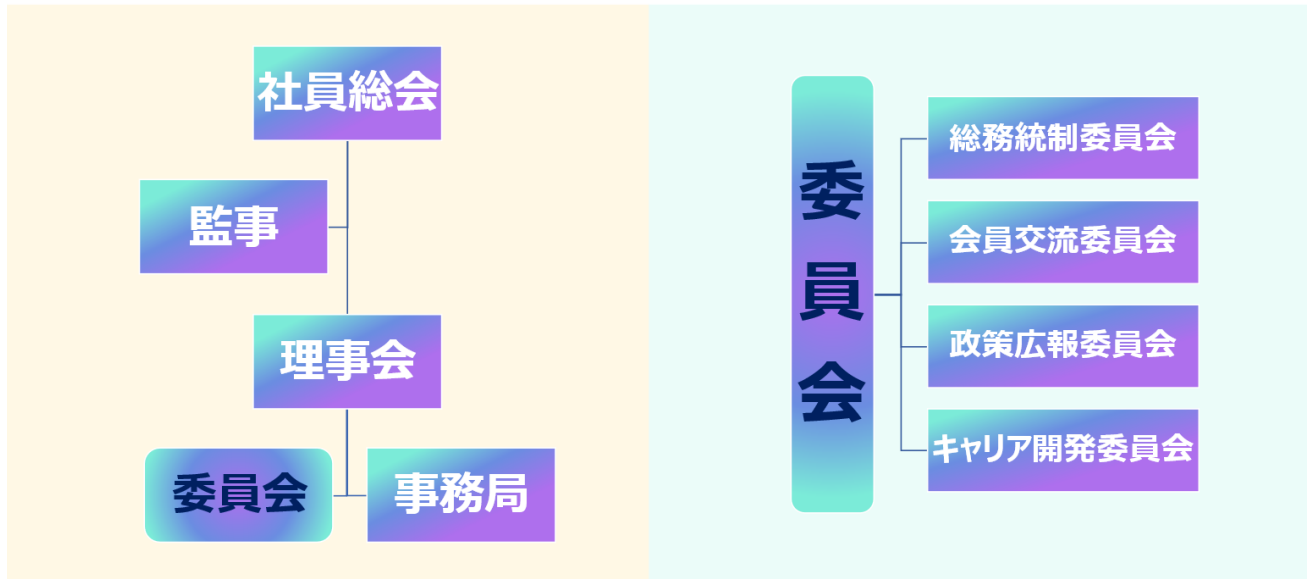 社員総会
監事
理事会
委員会
事務局
委員会
総務統制委員会
会員交流委員会
政策広報委員会
キャリア開発委員会